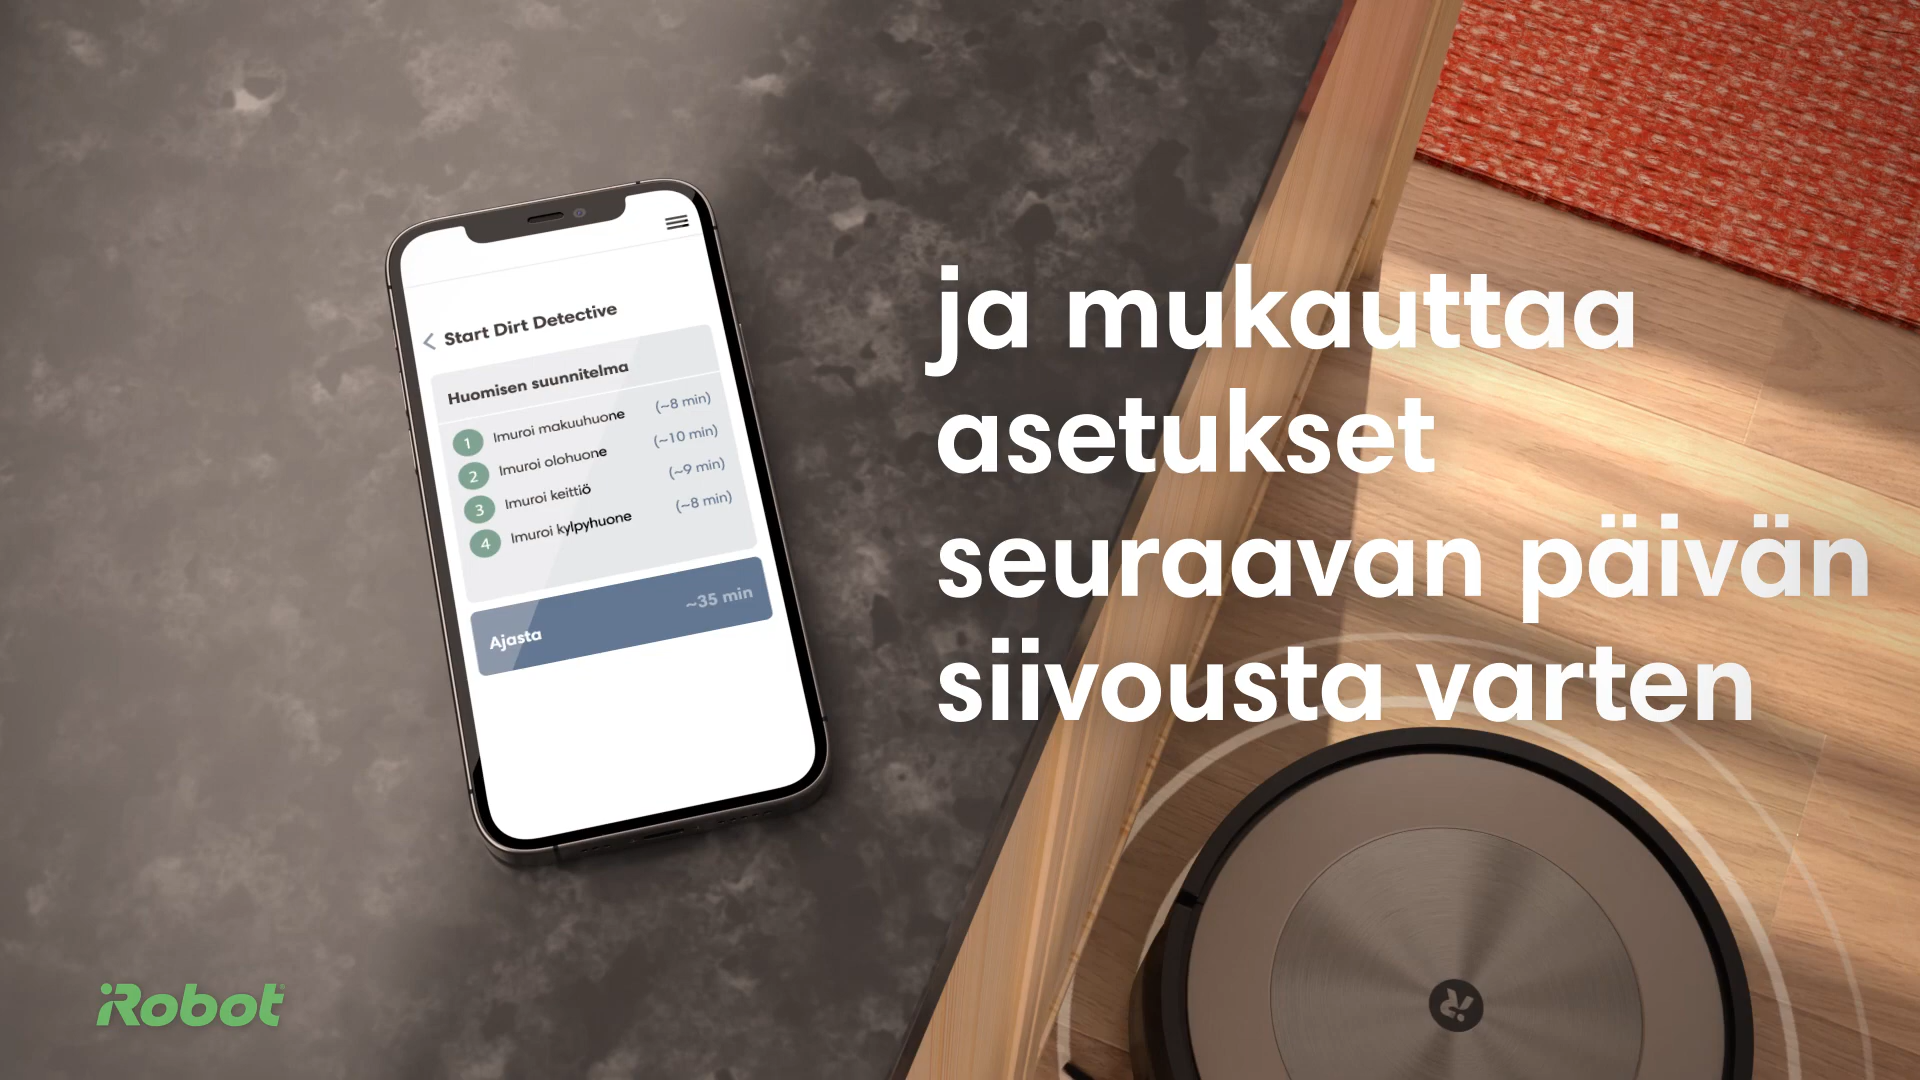 Start Dirt Detective
Huomisen suunnitelma
1 Imuroi makuuhuone (~8 min)
2 Imuroi olohuone (~10 min)
3 Imuroi keittiö (~9 min)
4 Imuroi kylpyhuone (~8 min)
Ajasta ~35 min
ja mukauttaa
asetukset
seuraavan päivän
siivousta varten
iRobot